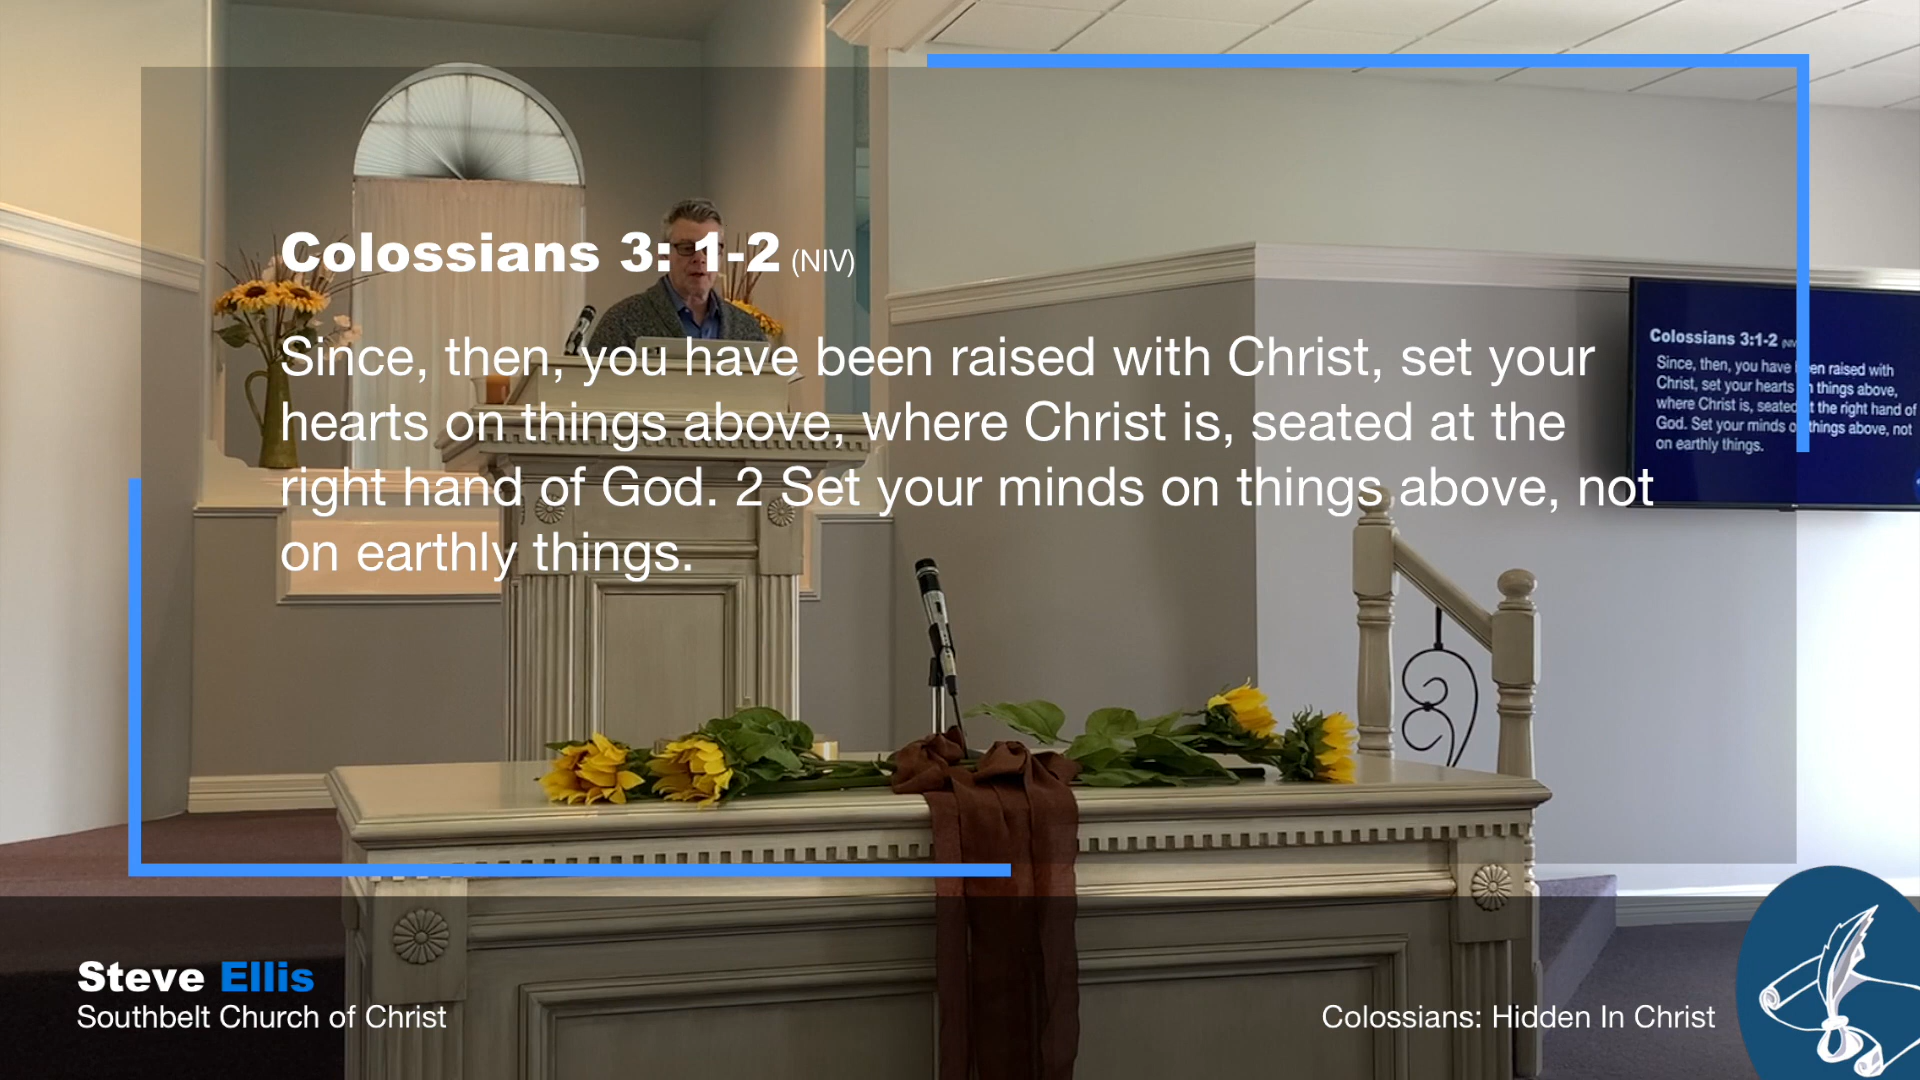 Colossians 3: 1-2 (NIV)
Since, then, you have been raised with Christ, set your
hearts on things above, where Christ is, seated at the
right hand of God. 2 Set your minds on things above, not
on earthly things.
Colossians 3:1-2
Since, then, you have en raised with
Christ, set your hearts things above,
where Christ is, seated t the right hand of
God. Set your minds things above, not
on earthly things.
Steve Ellis
Southbelt Church of Christ
Colossians: Hidden In Christ